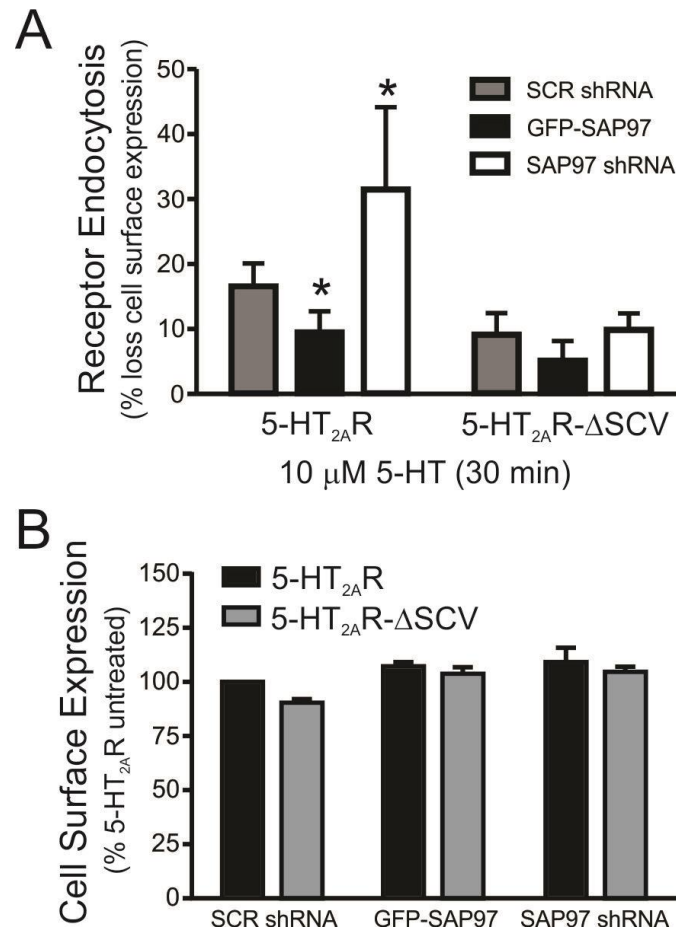 A
Receptor Endocytosis
(% loss cell surface expression)
50
40
30
20
10
0
*
*
SCR shRNA
GFP-SAP97
SAP97 shRNA
5-HT₂AR
5-HT₂AR-ΔSCV
10 μM 5-HT (30 min)
B
Cell Surface Expression
(% 5-HT₂AR untreated)
150
125
100
75
50
25
0
5-HT₂AR
5-HT₂AR-ΔSCV
SCR shRNA
GFP-SAP97
SAP97 shRNA